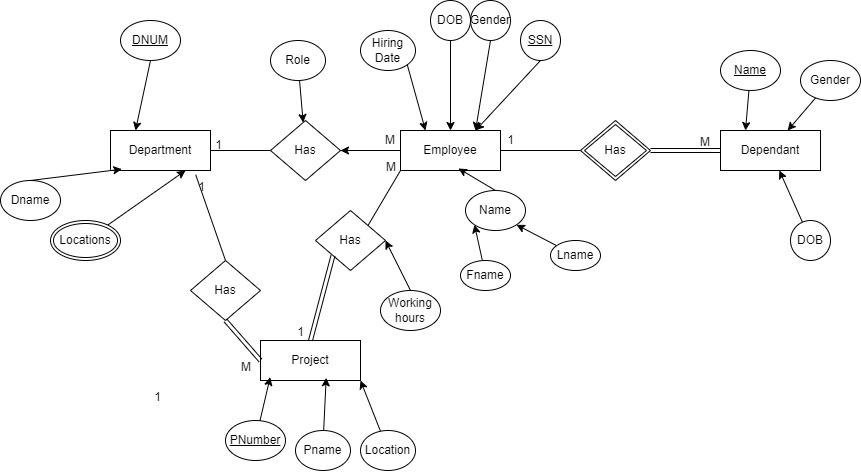 DNUM
Role
Hiring
Date
DOB
Gender
SSN
Name
Gender
Department
1
Has
M
Employee
1
Has
M
Dependant
M
1
Dname
Locations
Has
Name
DOB
Fname
Lname
Has
Working
hours
1
Project
M
1
PNumber
Pname
Location